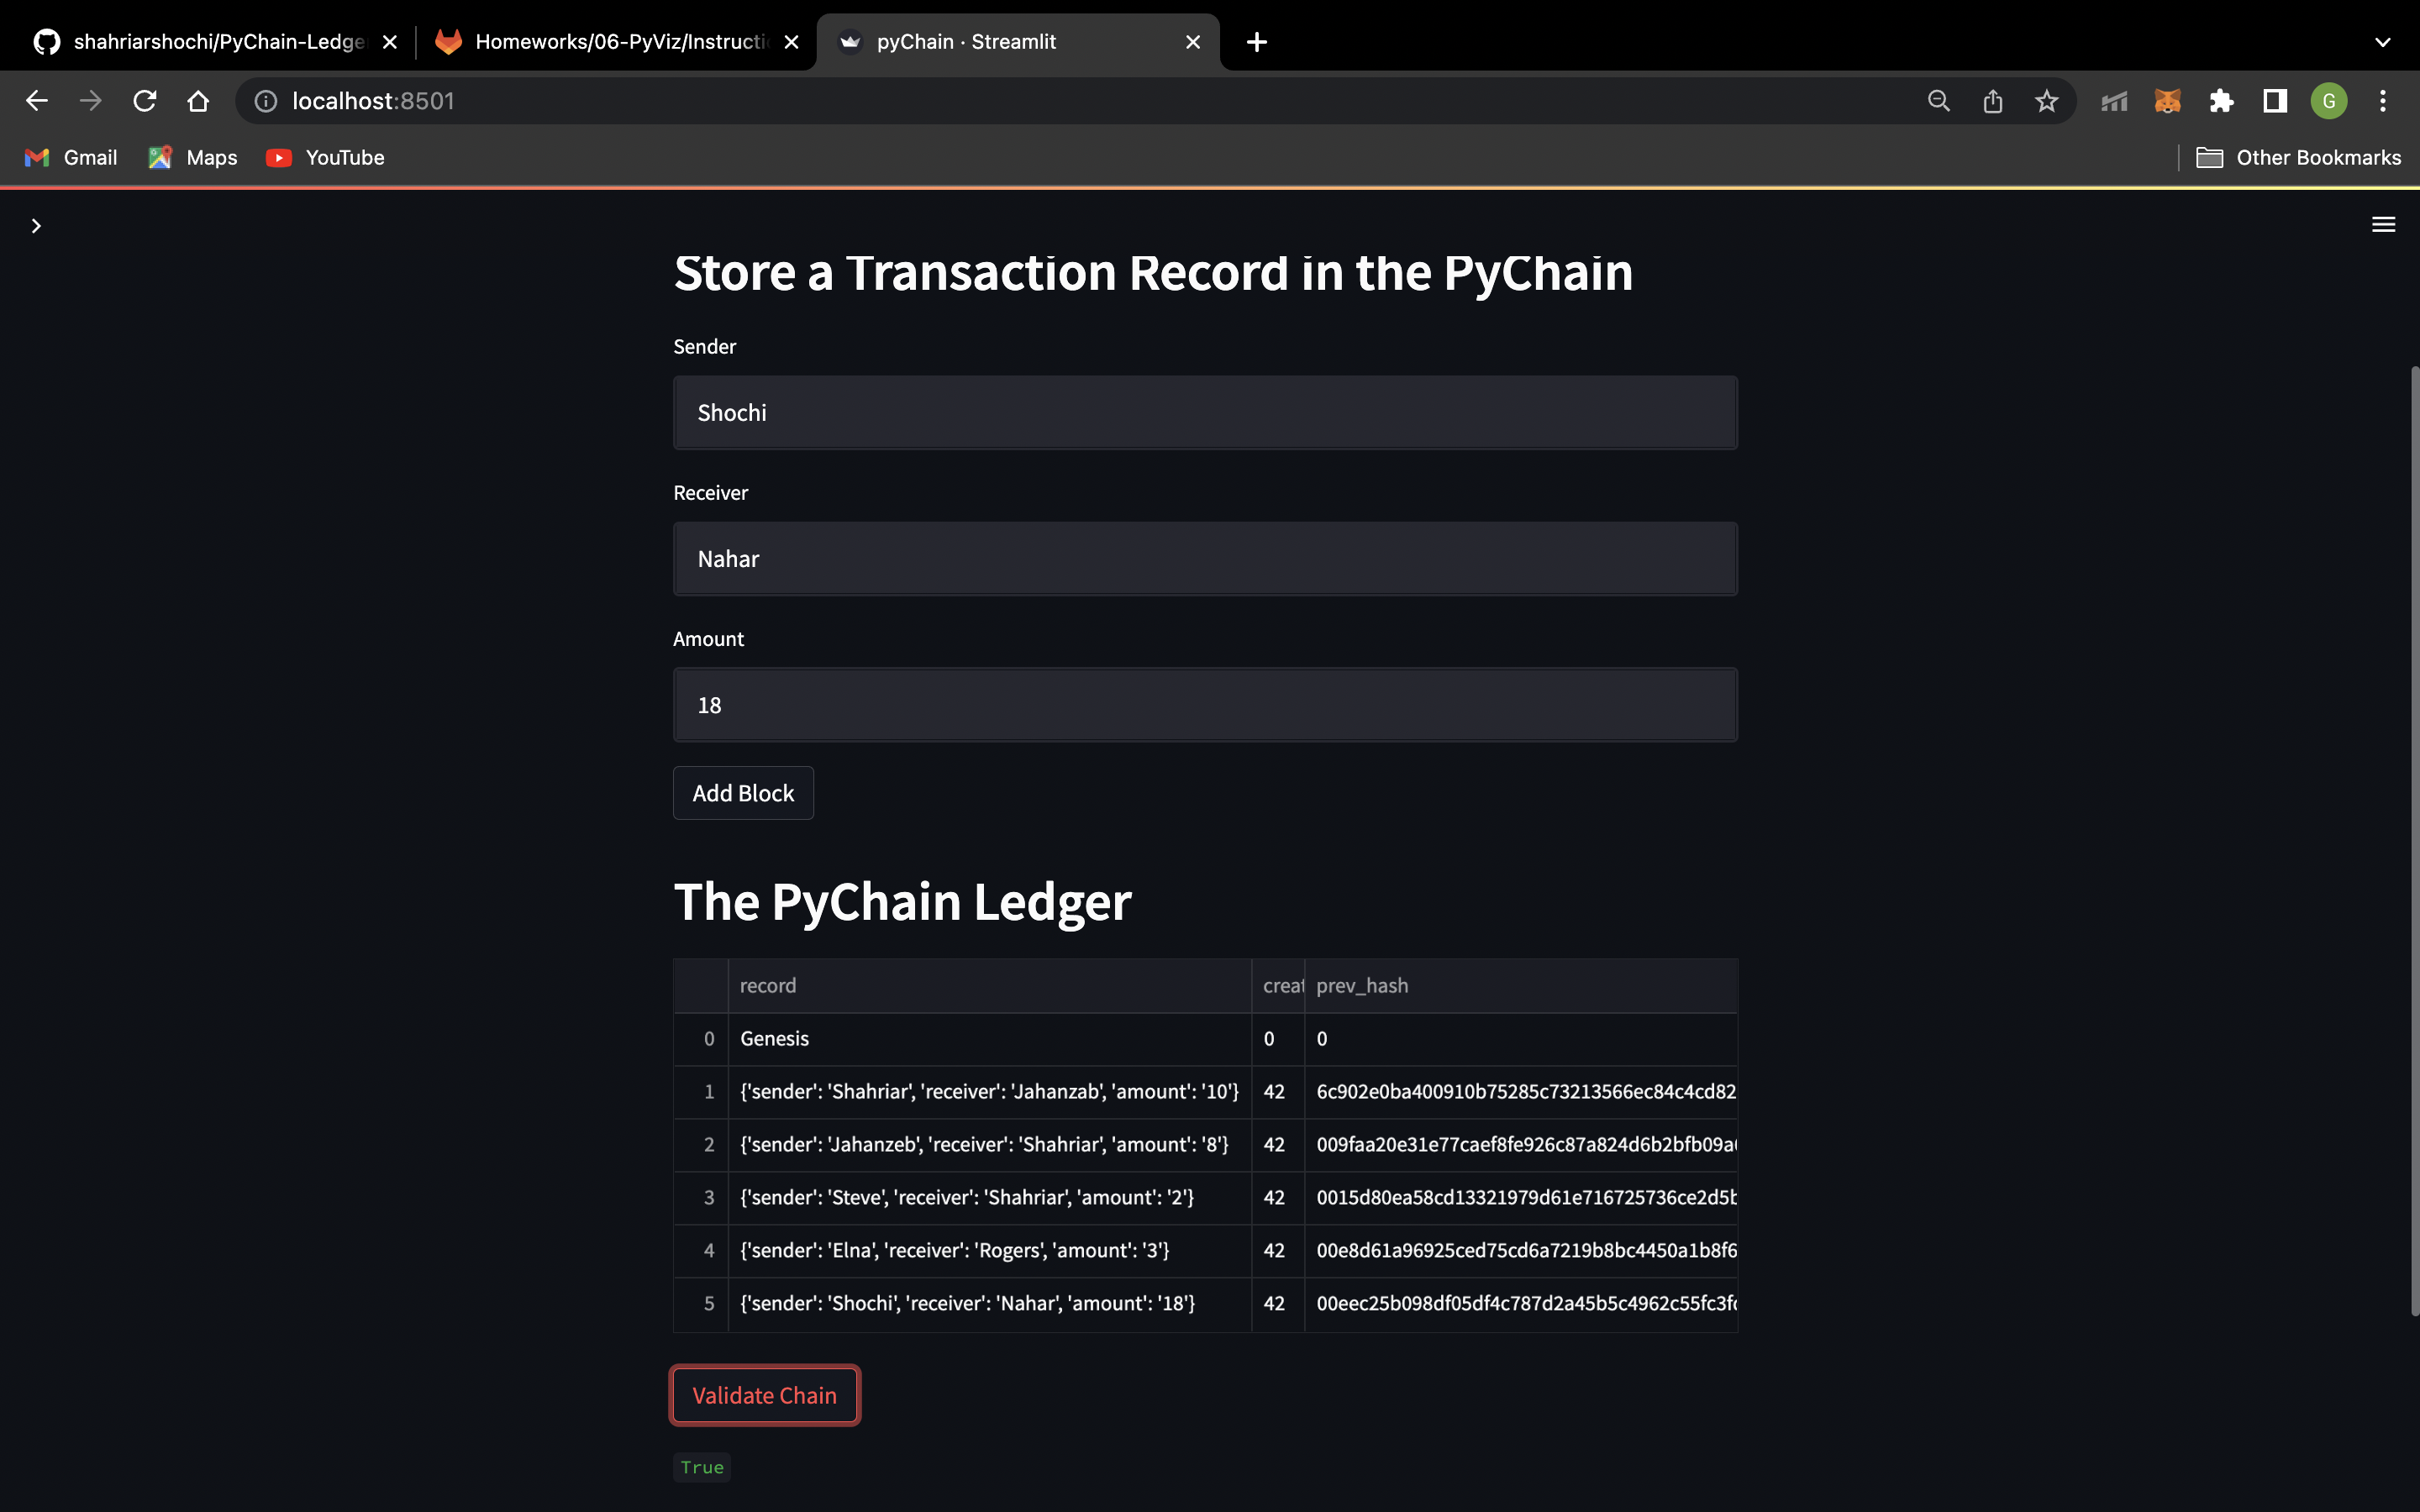 shahriarshochi/PyChain-Ledge
Homeworks/06-PyViz/Instructi
pyChain · Streamlit
localhost:8501
G
Gmail
Maps
YouTube
Other Bookmarks
Store a Transaction Record in the PyChain
Sender
Shochi
Receiver
Nahar
Amount
18
Add Block
The PyChain Ledger
record creat prev_hash
0 Genesis 0 0
1 {'sender': 'Shahriar', 'receiver': 'Jahanzab', 'amount': '10'} 42 6c902e0ba400910b75285c73213566ec84c4cd82
2 {'sender': 'Jahanzeb', 'receiver': 'Shahriar', 'amount': '8'} 42 009faa20e31e77caef8fe926c87a824d6b2bfb09a
3 {'sender': 'Steve', 'receiver': 'Shahriar', 'amount': '2'} 42 0015d80ea58cd13321979d61e716725736ce2d5b
4 {'sender': 'Elna', 'receiver': 'Rogers', 'amount': '3'} 42 00e8d61a96925ced75cd6a7219b8bc4450a1b8f6
5 {'sender': 'Shochi', 'receiver': 'Nahar', 'amount': '18'} 42 00eec25b098df05df4c787d2a45b5c4962c55fc3f
Validate Chain
True